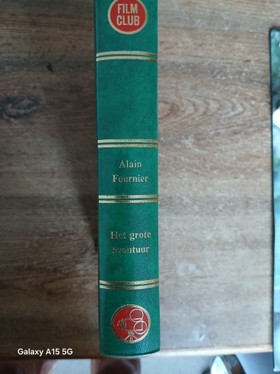 FILM
CLUB
Alain
Fournier
Het grote
avontuur
Galaxy A15 5G